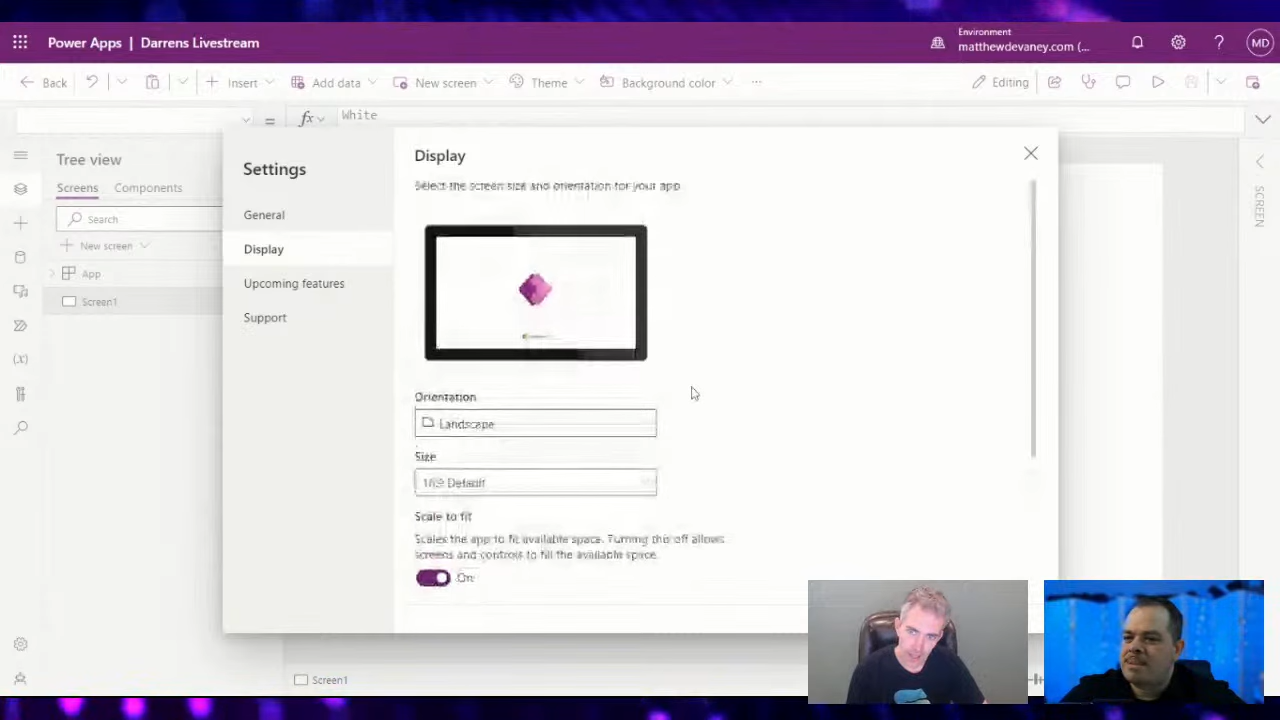 Power Apps | Darrens Livestream
Environment
matthewdevaney.com (...
MD
Back
Insert
Add data
New screen
Theme
Background color
...
Editing
= fx White
Tree view
Screens Components
Search
+ New screen
App
Screen1
Settings
General
Display
Upcoming features
Support
Display
Select the screen size and orientation for your app
Orientation
Landscape
Size
16:9 Default
Scale to fit
Scales the app to fit available space. Turning this off allows
screens and controls to fill the available space.
On
SCREEN
Screen1